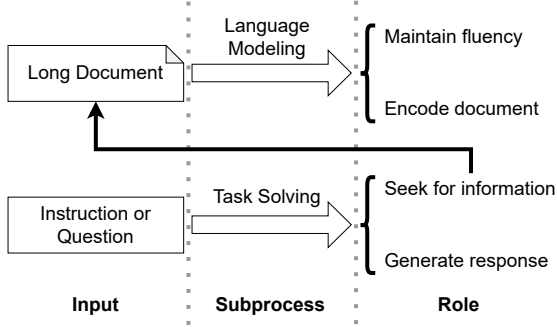 Long Document
Language
Modeling
Maintain fluency
Encode document
Instruction or
Question
Task Solving
Seek for information
Generate response
Input
Subprocess
Role